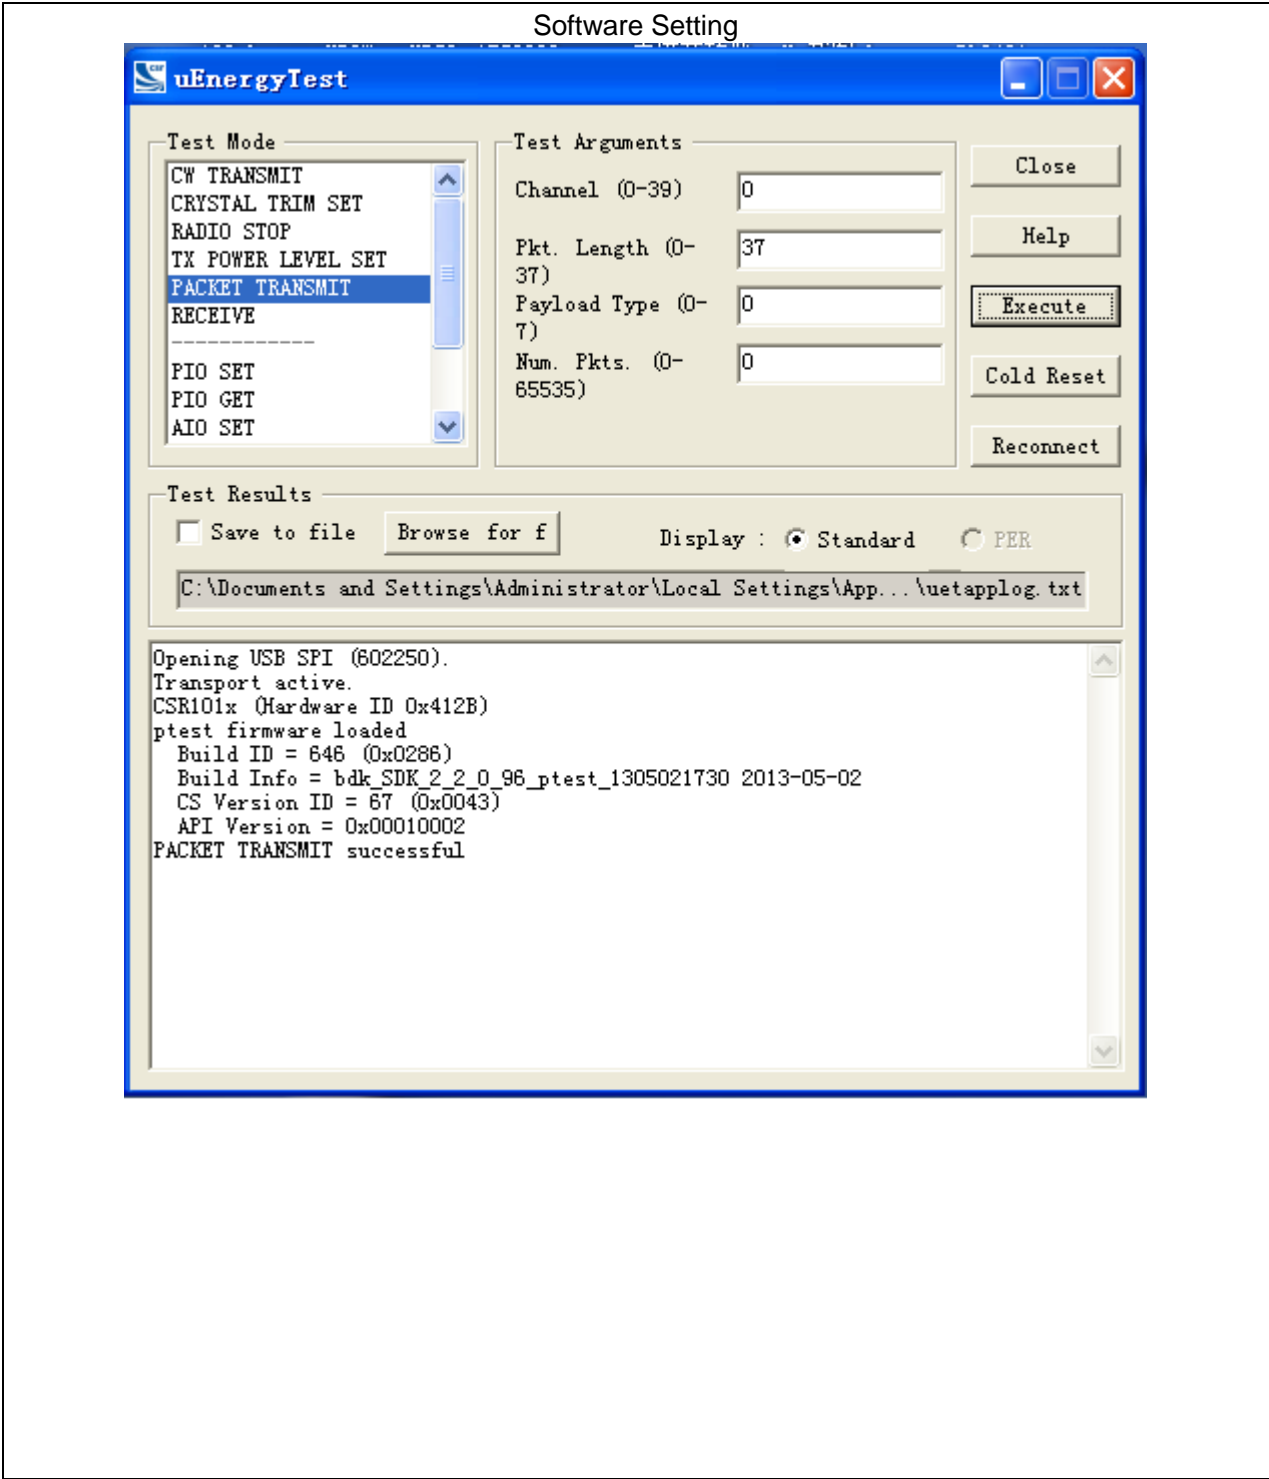 Software Setting
CSR uEnergyTest
Test Mode
CW TRANSMIT
CRYSTAL TRIM SET
RADIO STOP
TX POWER LEVEL SET
PACKET TRANSMIT
RECEIVE
------------
PIO SET
PIO GET
AIO SET
Test Arguments
Channel (0-39) 0
Pkt. Length (0-
37) 37
Payload Type (0-
7) 0
Num. Pkts. (0-
65535) 0
Close
Help
Execute
Cold Reset
Reconnect
Test Results
Save to file Browse for f Display : Standard PER
C:\Documents and Settings\Administrator\Local Settings\App...\uetapplog.txt
Opening USB SPI (602250).
Transport active.
CSR101x (Hardware ID 0x412B)
ptest firmware loaded
Build ID = 646 (0x0286)
Build Info = bdk_SDK_2_2_0_96_ptest_1305021730 2013-05-02
CS Version ID = 67 (0x0043)
API Version = 0x00010002
PACKET TRANSMIT successful